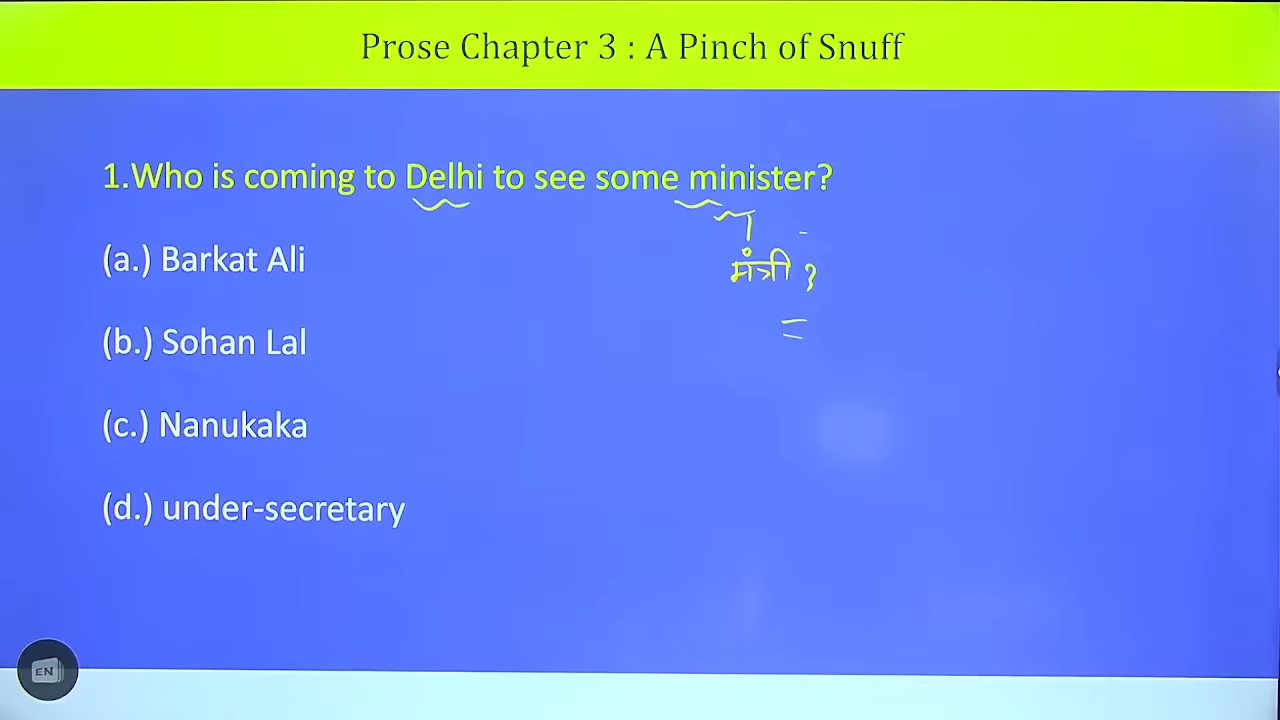 Prose Chapter 3 : A Pinch of Snuff
1.Who is coming to Delhi to see some minister?
(a.) Barkat Ali
मंत्री ?
(b.) Sohan Lal
(c.) Nanukaka
(d.) under-secretary
EN